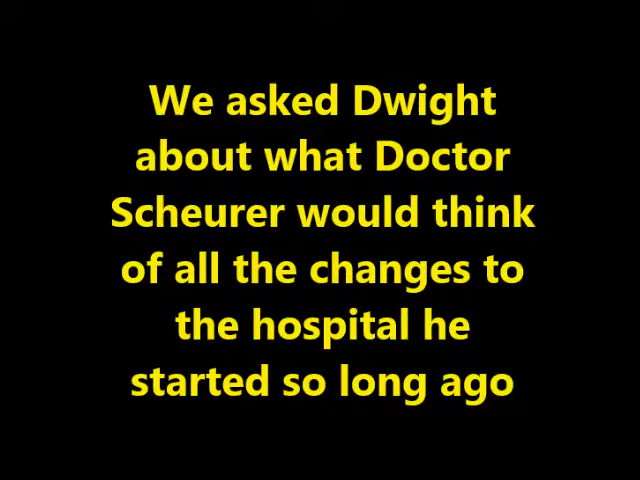 We asked Dwight
about what Doctor
Scheurer would think
of all the changes to
the hospital he
started so long ago